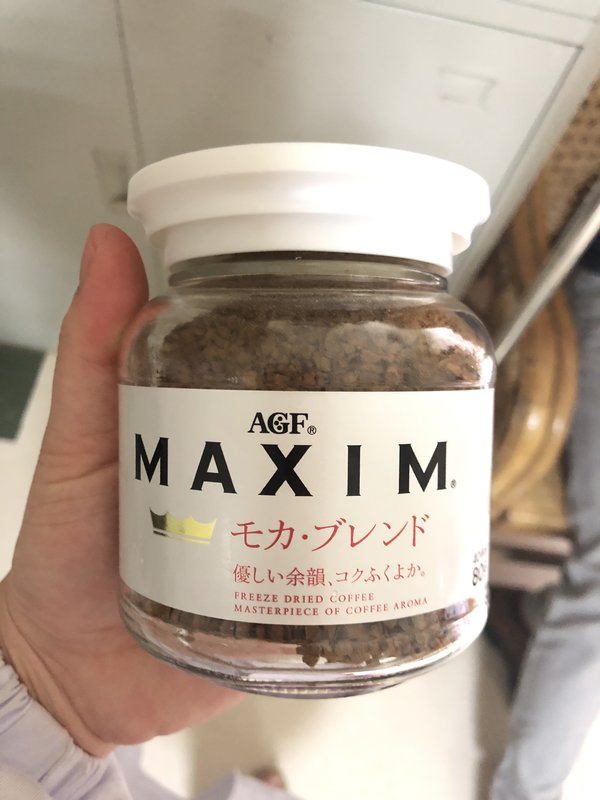 AGF®
MAXIM®
モカ・ブレンド
優しい余韻、コクふくよか。
FREEZE DRIED COFFEE
MASTERPIECE OF COFFEE AROMA